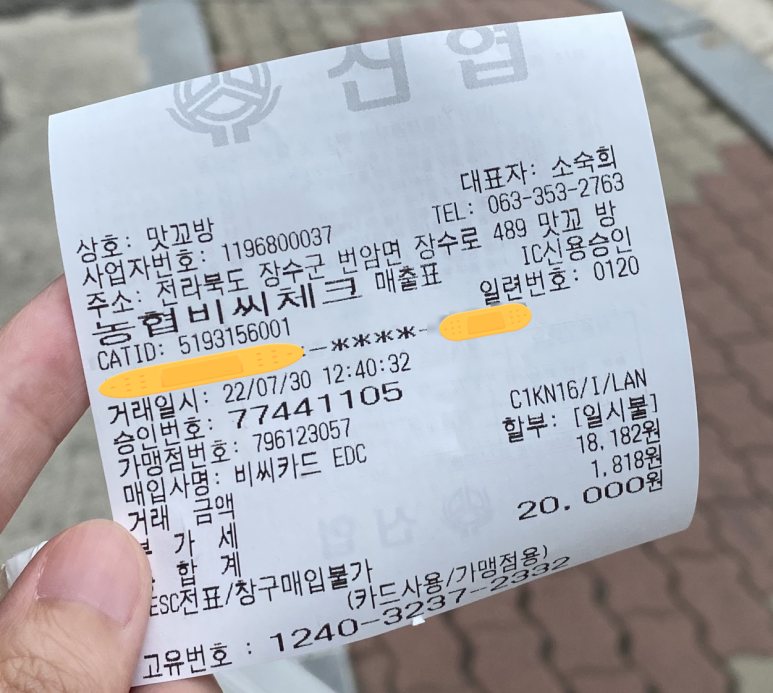 신협
대표자: 소숙희
상호: 맛꼬방 TEL: 063-353-2763
사업자번호: 1196800037
주소: 전라북도 장수군 번암면 장수로 489 맛꼬 방
농협비씨체크 매출표 IC신용승인
CATID: 5193156001 일련번호: 0120
:-****-
거래일시: 22/07/30 12:40:32
승인번호: 77441105
가맹점번호: 796123057 C1KN16/I/LAN
매입사명: 비씨카드 EDC 할부: [일시불]
거래 금액 18,182원
부 가 세 1,818원
합 계 20,000원
ESC전표/창구매입불가
(카드사용/가맹점용)
고유번호 : 1240-3237-2332